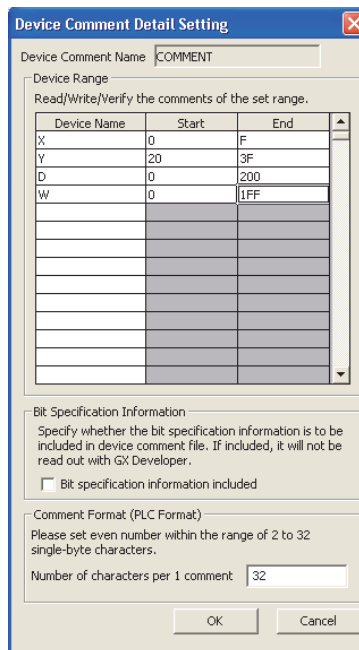 Device Comment Detail Setting
Device Comment Name COMMENT
Device Range
Read/Write/Verify the comments of the set range.
Device Name Start End
X 0 F
Y 20 3F
D 0 200
W 0 1FF
Bit Specification Information
Specify whether the bit specification information is to be
included in device comment file. If included, it will not be
read out with GX Developer.
Bit specification information included
Comment Format (PLC Format)
Please set even number within the range of 2 to 32
single-byte characters.
Number of characters per 1 comment 32
OK Cancel